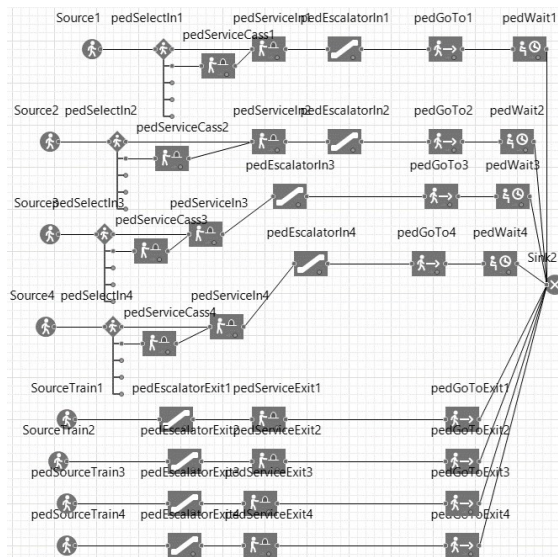 Source1 pedSelectIn1 pedServiceIn1 pedEscalatorIn1 pedGoTo1 pedWait1
pedServiceCass1
Source2 pedSelectIn2 pedServiceCass2 pedServiceIn2 pedEscalatorIn2 pedGoTo2 pedWait2
pedEscalatorIn3 pedGoTo3 pedWait3
Source3 pedSelectIn3 pedServiceCass3 pedServiceIn3
pedEscalatorIn4 pedGoTo4 pedWait4
Sink2
Source4 pedSelectIn4 pedServiceCass4 pedServiceIn4
SourceTrain1 pedEscalatorExit1 pedServiceExit1 pedGoToExit1
SourceTrain2 pedEscalatorExit2 pedServiceExit2 pedGoToExit2
pedSourceTrain3 pedEscalatorExit3 pedServiceExit3 pedGoToExit3
pedSourceTrain4 pedEscalatorExit4 pedServiceExit4 pedGoToExit4